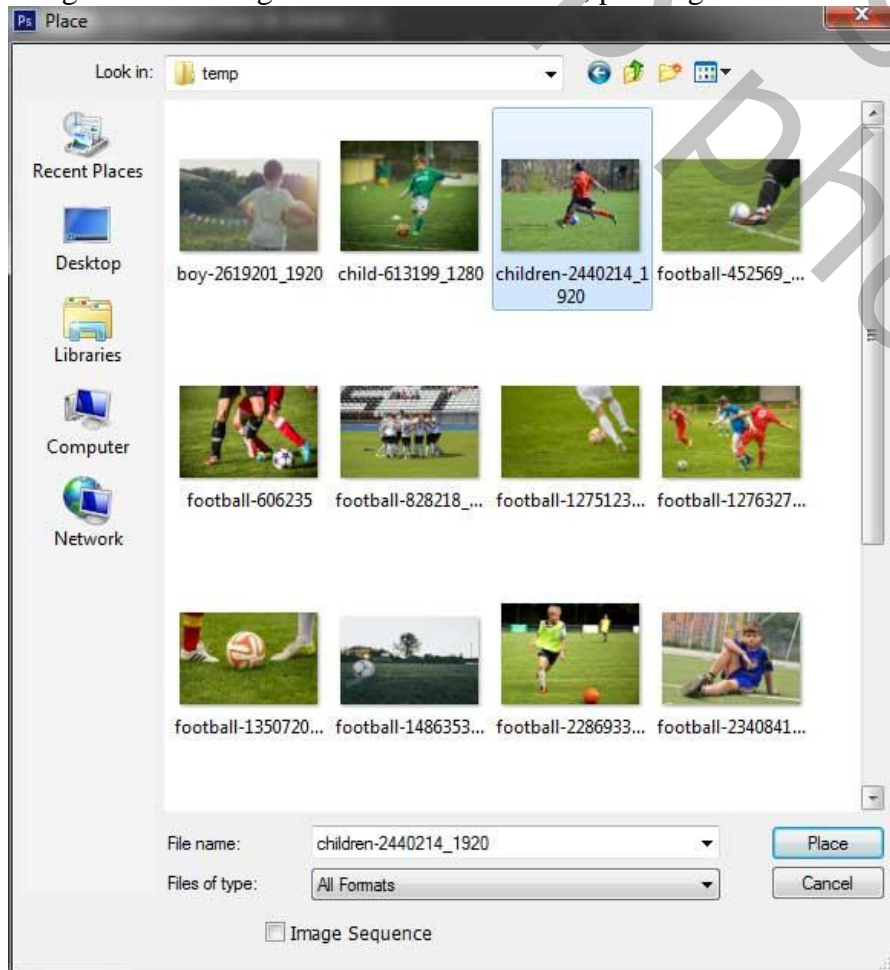 Ps Place
Look in:
temp
Recent Places
Desktop
Libraries
Computer
Network
boy-2619201_1920
child-613199_1280
children-2440214_1
920
football-452569_...
football-606235
football-828218_...
football-1275123...
football-1276327...
football-1350720...
football-1486353...
football-2286933...
football-2340841...
File name:
children-2440214_1920
Place
Files of type:
All Formats
Cancel
Image Sequence